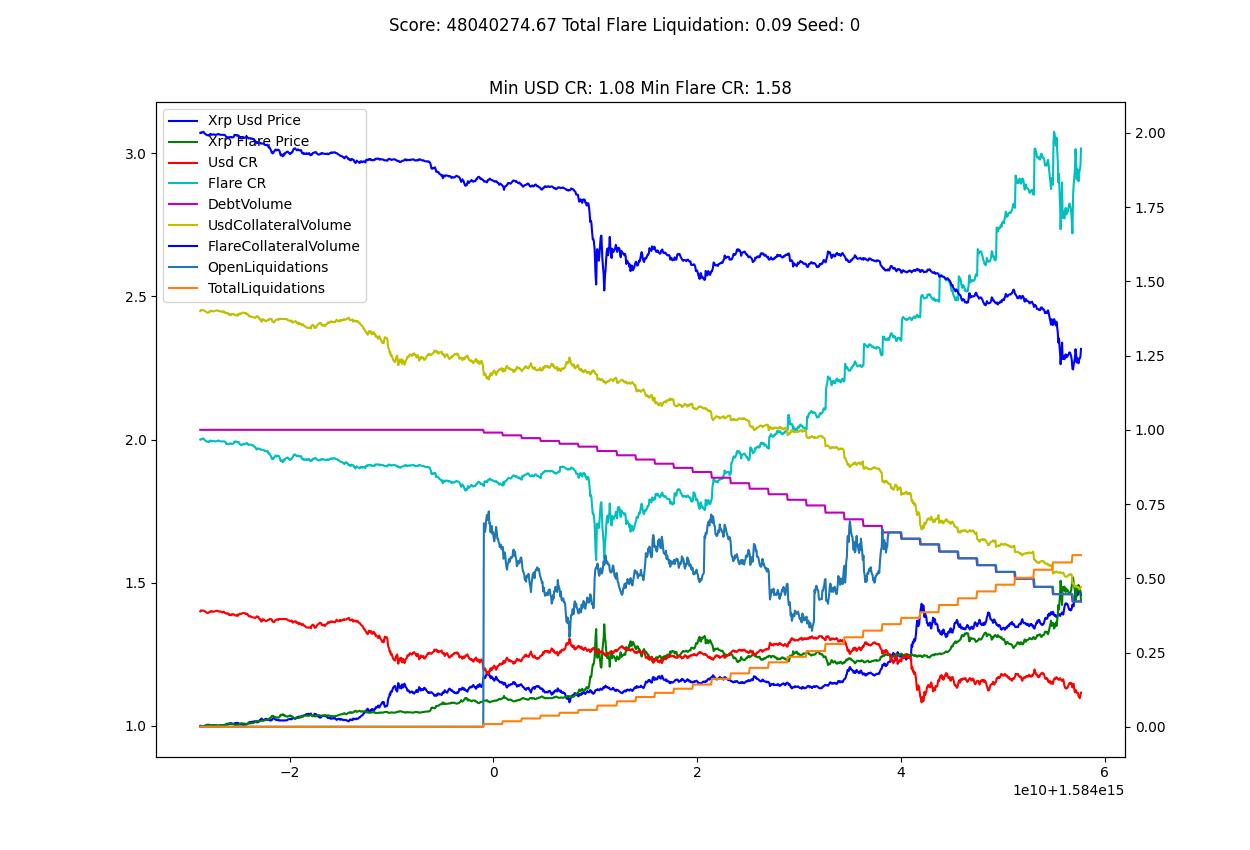 Score: 48040274.67 Total Flare Liquidation: 0.09 Seed: 0
Min USD CR: 1.08 Min Flare CR: 1.58
Xrp Usd Price
Xrp Flare Price
Usd CR
Flare CR
DebtVolume
UsdCollateralVolume
FlareCollateralVolume
OpenLiquidations
TotalLiquidations
3.0
2.5
2.0
1.5
1.0
2.00
1.75
1.50
1.25
1.00
0.75
0.50
0.25
0.00
−2
0
2
4
6
1e10+1.584e15